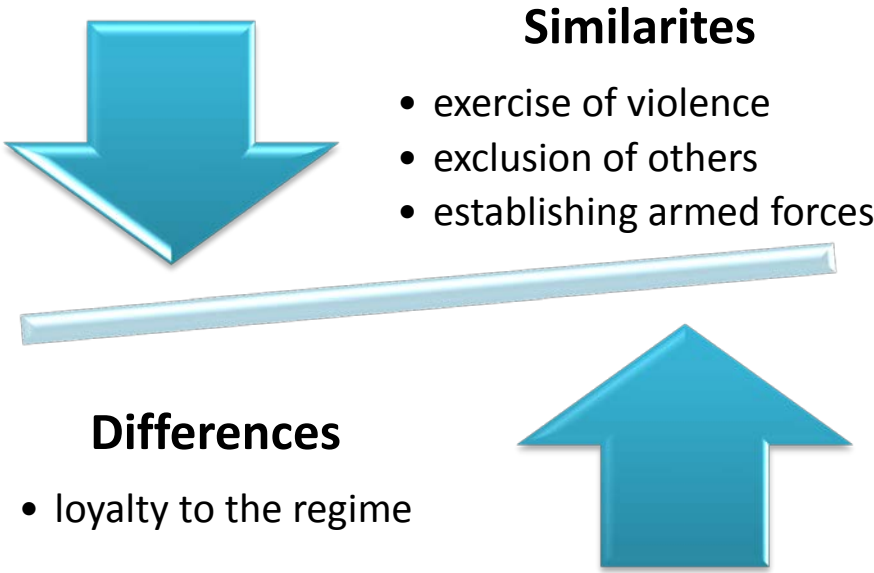 Similarites
• exercise of violence
• exclusion of others
• establishing armed forces
Differences
• loyalty to the regime